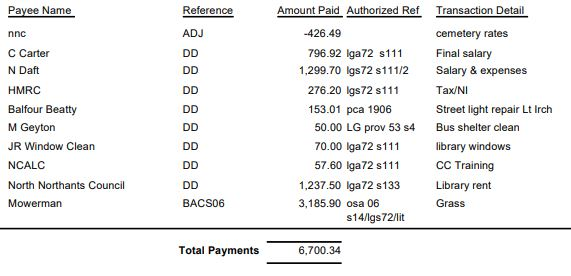 Payee Name Reference Amount Paid Authorized Ref Transaction Detail
nnc ADJ -426.49 cemetery rates
C Carter DD 796.92 lga72 s111 Final salary
N Daft DD 1,299.70 lgs72 s111/2 Salary & expenses
HMRC DD 276.20 lgs72 s111 Tax/NI
Balfour Beatty DD 153.01 pca 1906 Street light repair Lt Irch
M Geyton DD 50.00 LG prov 53 s4 Bus shelter clean
JR Window Clean DD 70.00 lga72 s111 library windows
NCALC DD 57.60 lga72 s111 CC Training
North Northants Council DD 1,237.50 lga72 s133 Library rent
Mowerman BACS06 3,185.90 osa 06 Grass
s14/lgs72/lit
Total Payments 6,700.34